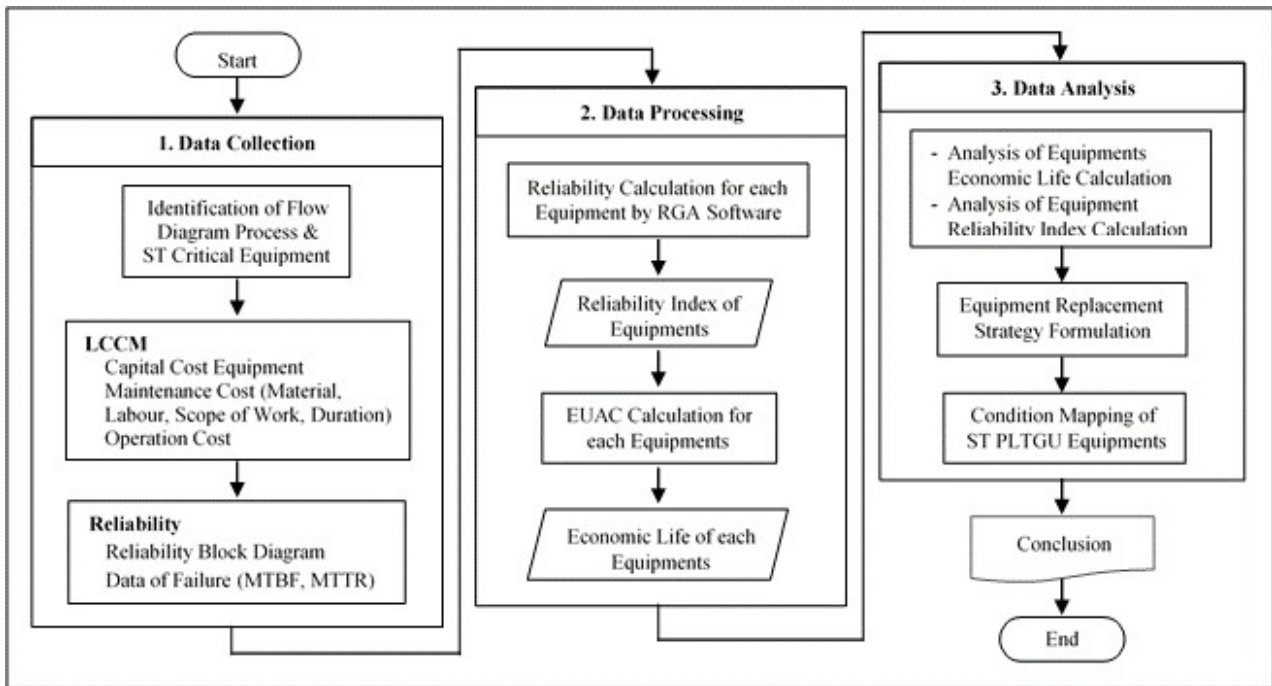 Start
1. Data Collection
Identification of Flow
Diagram Process &
ST Critical Equipment
LCCM
Capital Cost Equipment
Maintenance Cost (Material,
Labour, Scope of Work, Duration)
Operation Cost
Reliability
Reliability Block Diagram
Data of Failure (MTBF, MTTR)
2. Data Processing
Reliability Calculation for each
Equipment by RGA Software
Reliability Index of
Equipments
EUAC Calculation for
each Equipments
Economic Life of each
Equipments
3. Data Analysis
- Analysis of Equipments
Economic Life Calculation
- Analysis of Equipment
Reliability Index Calculation
Equipment Replacement
Strategy Formulation
Condition Mapping of
ST PLTGU Equipments
Conclusion
End